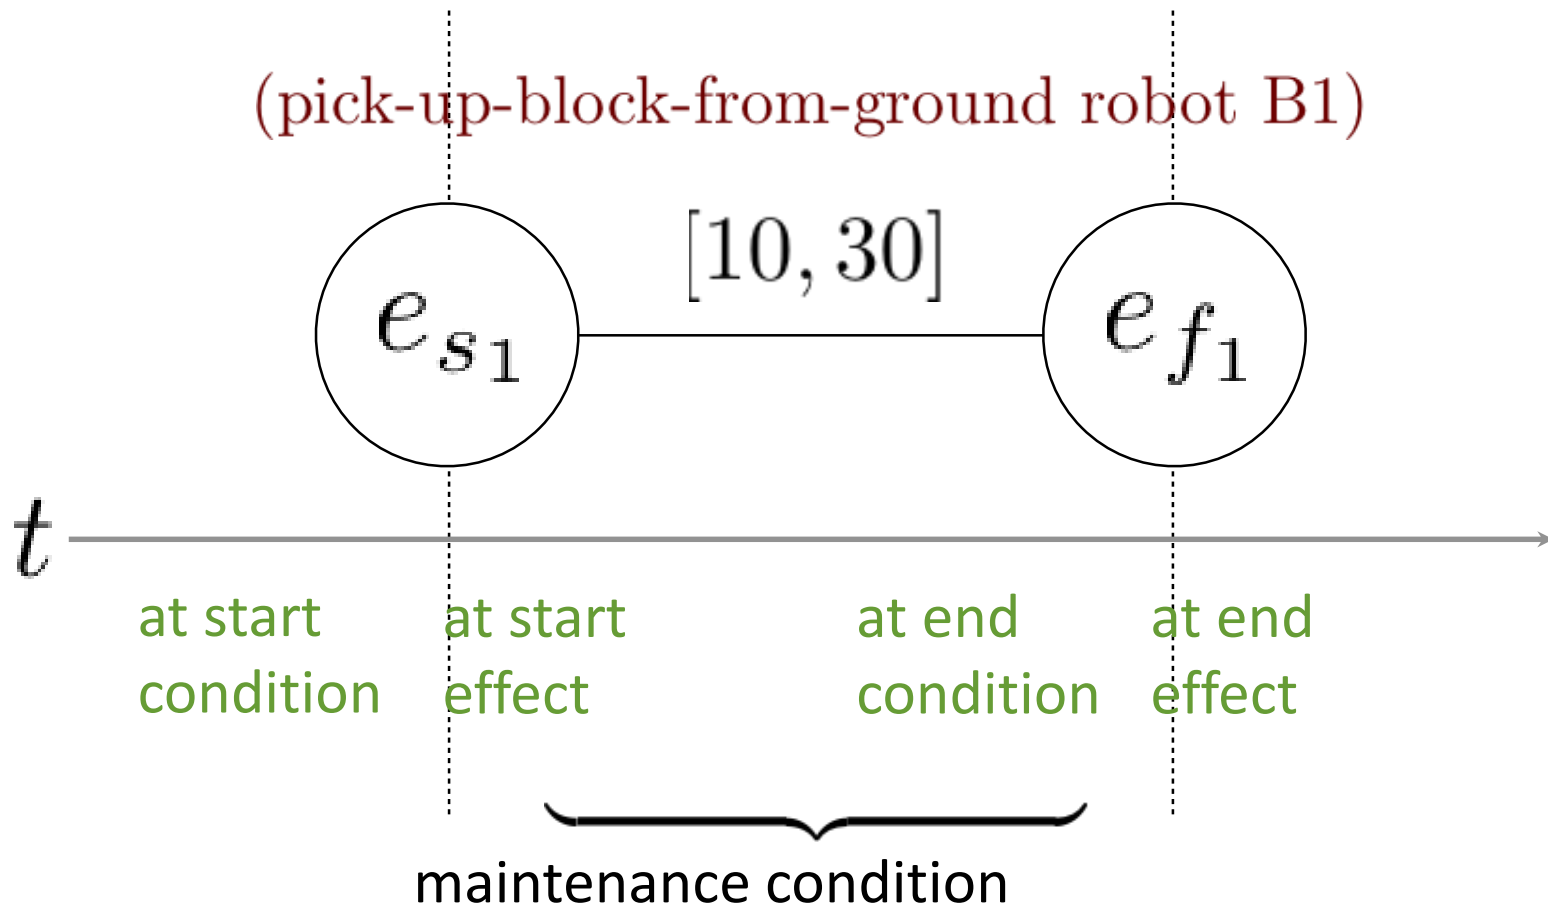 (pick-up-block-from-ground robot B1)
[10, 30]
e_{s_1}
e_{f_1}
t
at start condition
at start effect
at end condition
at end effect
maintenance condition